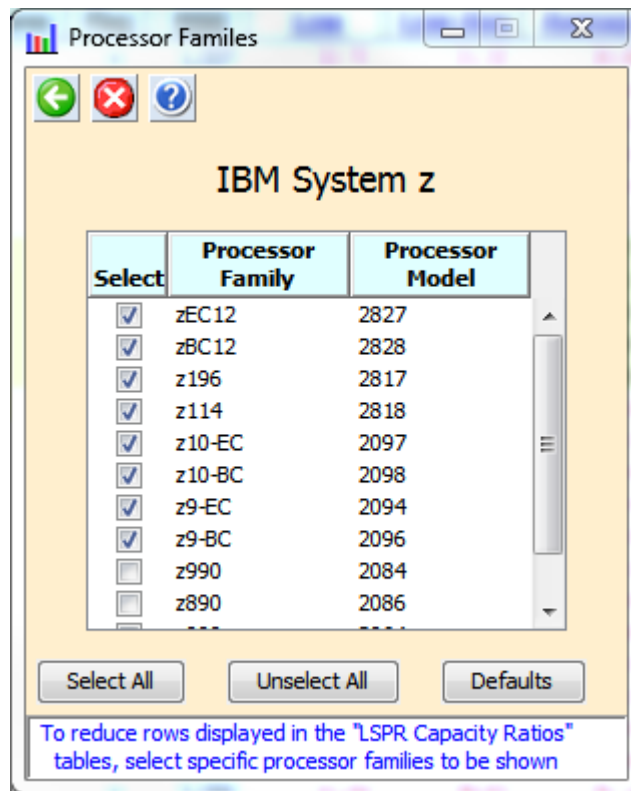 Processor Familes
IBM System z
Select Processor Family Processor Model
zEC12 2827
zBC12 2828
z196 2817
z114 2818
z10-EC 2097
z10-BC 2098
z9-EC 2094
z9-BC 2096
z990 2084
z890 2086
Select All Unselect All Defaults
To reduce rows displayed in the "LSPR Capacity Ratios"
tables, select specific processor families to be shown